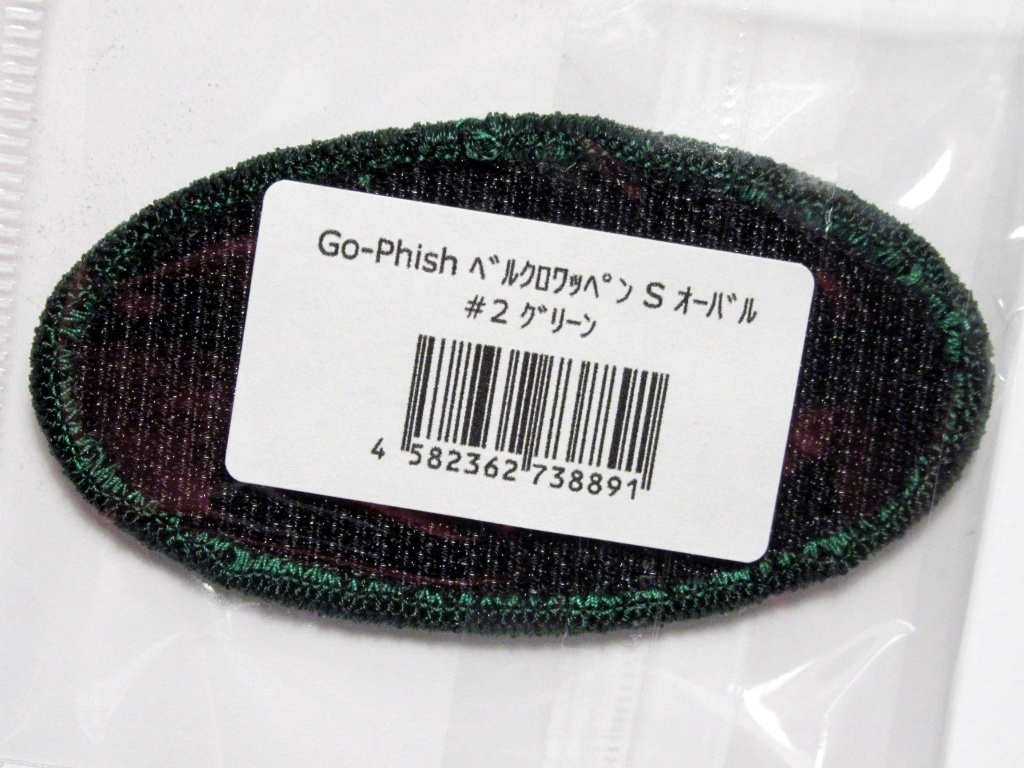 Go-Phish ﾍﾞﾙｸﾛﾜｯﾍﾟﾝ S ｵｰﾊﾞﾙ
#2 ｸﾞﾘｰﾝ
4 582362 738891